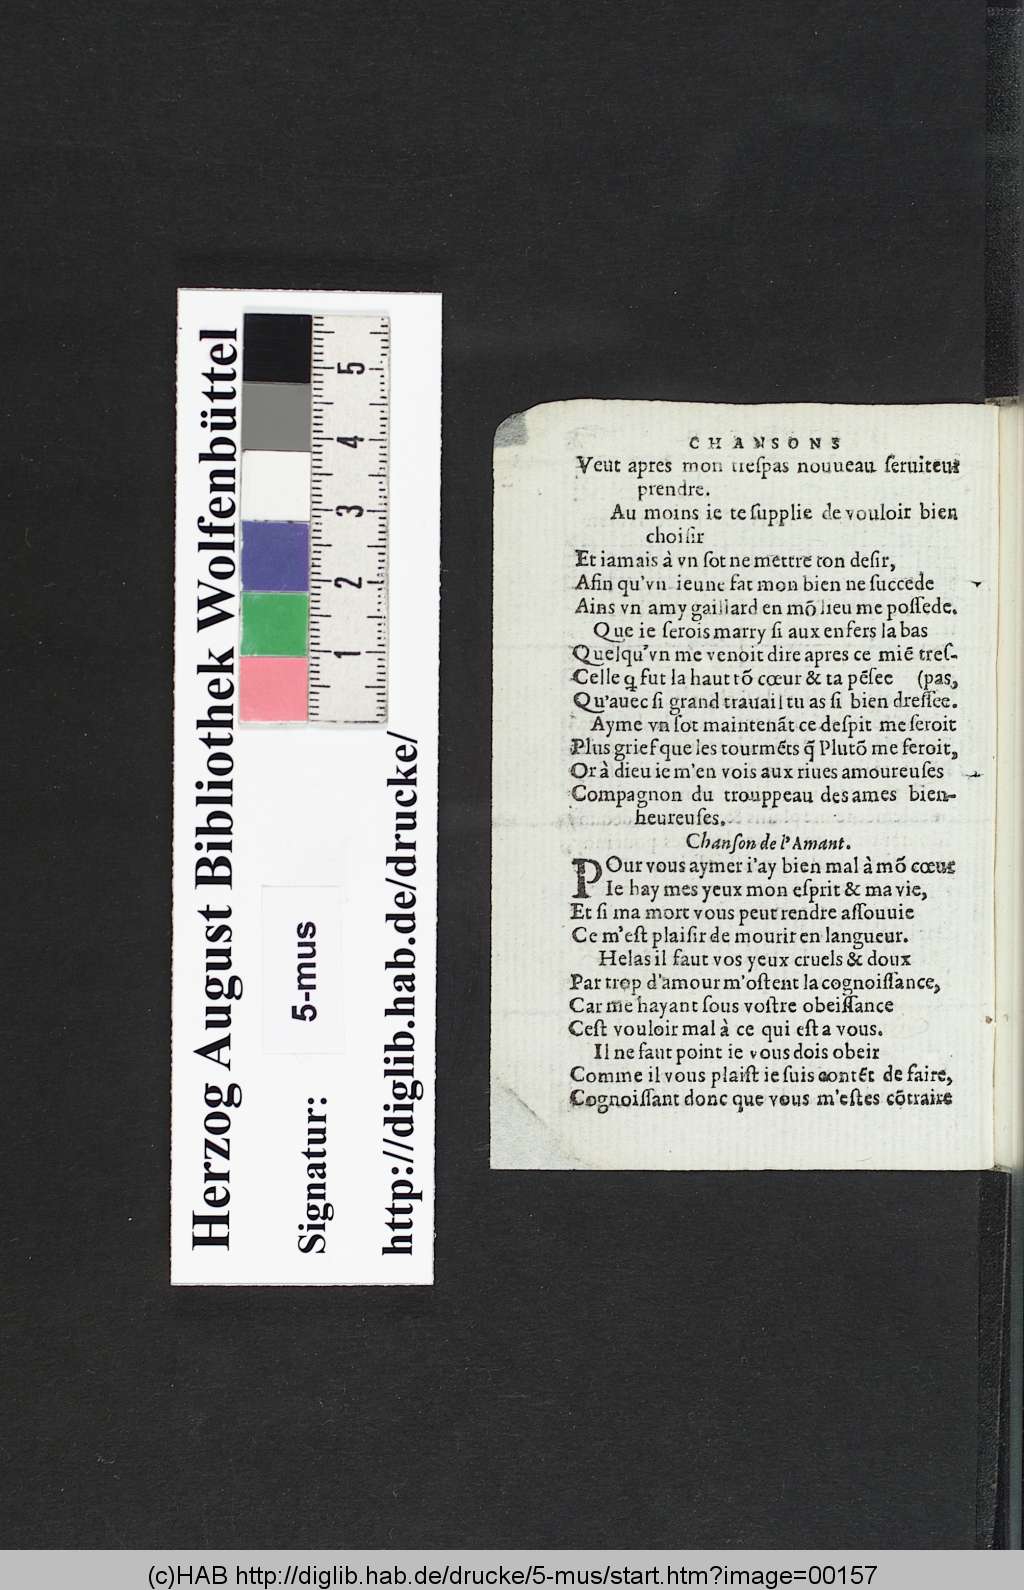 Herzog August Bibliothek Wolfenbüttel
Signatur: 5-mus
http://diglib.hab.de/drucke/
1 2 3 4 5
CHANSONS
Veut apres mon treſpas nouueau ſeruiteur
prendre.
Au moins ie te ſupplie de vouloir bien
choiſir
Et iamais à vn ſot ne mettre ton deſir,
Afin qu'vn ieune fat mon bien ne ſuccede
Ains vn amy gaillard en mõ lieu me poſſede.
Que ie ſerois marry ſi aux enfers la bas
Quelqu'vn me venoit dire apres ce miẽ treſ-
Celle q̃ fut la haut tõ cœur & ta pẽſee (pas,
Qu'auec ſi grand trauail tu as ſi bien dreſſee.
Ayme vn ſot maintenãt ce deſpit me ſeroit
Plus grief que les tourmẽts q̃ Plutõ me feroit,
Or à dieu ie m'en vois aux riues amoureuſes
Compagnon du trouppeau des ames bien-
heureuſes.
Chanſon de l'Amant.
POur vous aymer i'ay bien mal à mõ cœur
Ie hay mes yeux mon eſprit & ma vie,
Et ſi ma mort vous peut rendre aſſouuie
Ce m'eſt plaiſir de mourir en langueur.
Helas il faut vos yeux cruels & doux
Par trop d'amour m'oſtent la cognoiſſance,
Car me hayant ſous voſtre obeiſſance
Ceſt vouloir mal à ce qui eſt a vous.
Il ne faut point ie vous dois obeir
Comme il vous plaiſt ie ſuis contẽt de faire,
Cognoiſſant donc que vous m'eſtes cõtraire
(c)HAB http://diglib.hab.de/drucke/5-mus/start.htm?image=00157